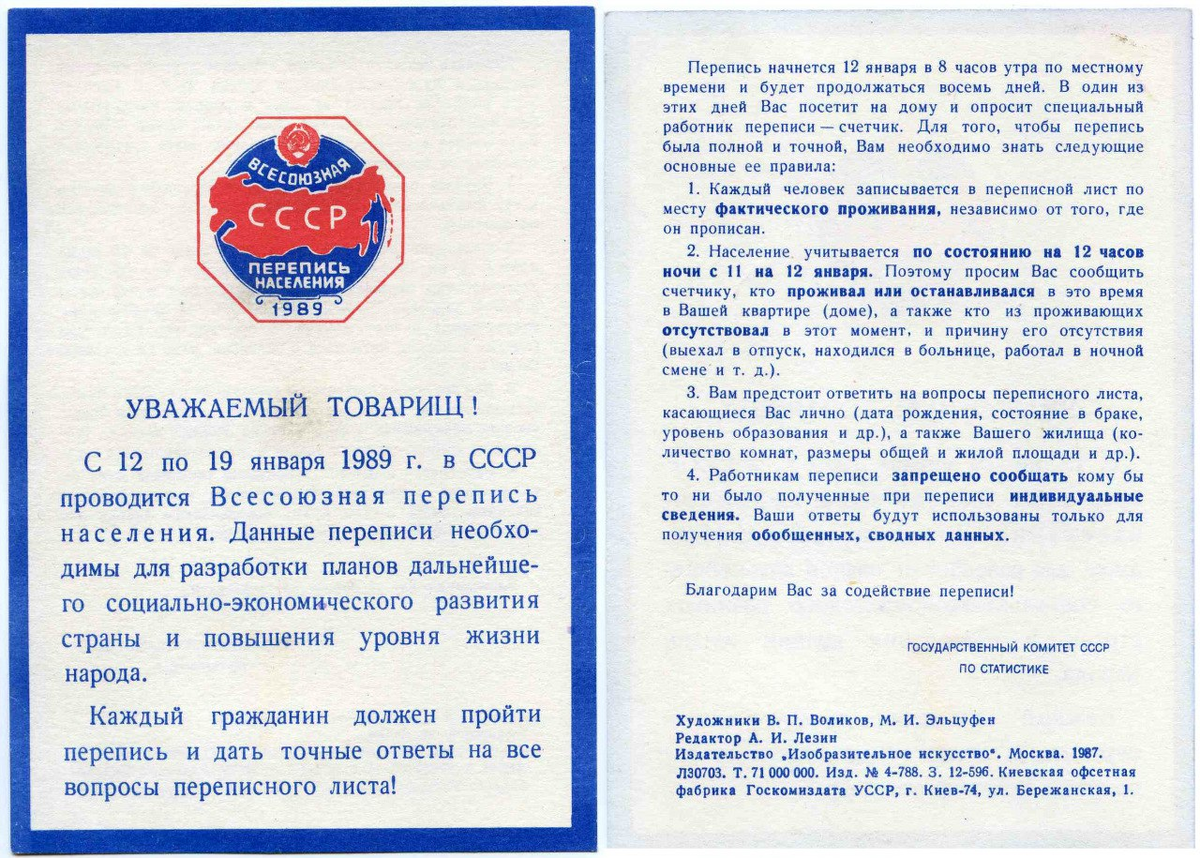 ВСЕСОЮЗНАЯ
СССР
ПЕРЕПИСЬ
НАСЕЛЕНИЯ
1989
УВАЖАЕМЫЙ ТОВАРИЩ!
С 12 по 19 января 1989 г. в СССР
проводится Всесоюзная перепись
населения. Данные переписи необхо-
димы для разработки планов дальнейше-
го социально-экономического развития
страны и повышения уровня жизни
народа.
Каждый гражданин должен пройти
перепись и дать точные ответы на все
вопросы переписного листа!
Перепись начнется 12 января в 8 часов утра по местному
времени и будет продолжаться восемь дней. В один из
этих дней Вас посетит на дому и опросит специальный
работник переписи — счетчик. Для того, чтобы перепись
была полной и точной, Вам необходимо знать следующие
основные ее правила:
1. Каждый человек записывается в переписной лист по
месту фактического проживания, независимо от того, где
он прописан.
2. Население учитывается по состоянию на 12 часов
ночи с 11 на 12 января. Поэтому просим Вас сообщить
счетчику, кто проживал или останавливался в это время
в Вашей квартире (доме), а также кто из проживающих
отсутствовал в этот момент, и причину его отсутствия
(выехал в отпуск, находился в больнице, работал в ночной
смене и т. д.).
3. Вам предстоит ответить на вопросы переписного листа,
касающиеся Вас лично (дата рождения, состояние в браке,
уровень образования и др.), а также Вашего жилища (ко-
личество комнат, размеры общей и жилой площади и др.).
4. Работникам переписи запрещено сообщать кому бы
то ни было полученные при переписи индивидуальные
сведения. Ваши ответы будут использованы только для
получения обобщенных, сводных данных.
Благодарим Вас за содействие переписи!
ГОСУДАРСТВЕННЫЙ КОМИТЕТ СССР
ПО СТАТИСТИКЕ
Художники В. П. Воликов, М. И. Эльцуфен
Редактор А. И. Лезин
Издательство „Изобразительное искусство“. Москва. 1987.
Л30703. Т. 71 000 000. Изд. № 4-788. З. 12-596. Киевская офсетная
фабрика Госкомиздата УССР, г. Киев-74, ул. Бережанская, 1.